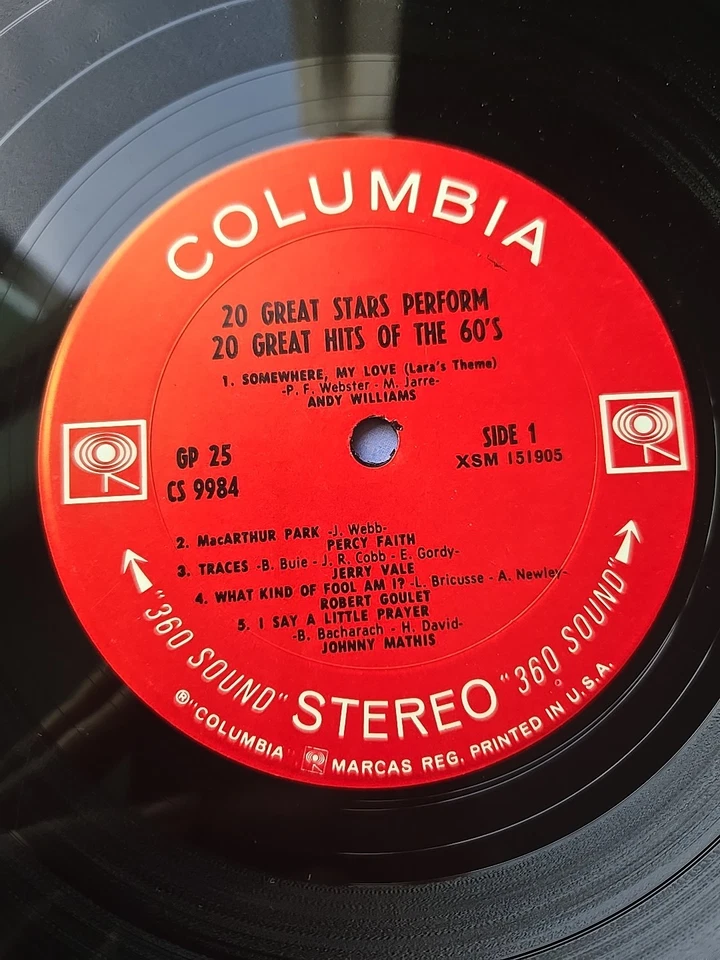 COLUMBIA
20 GREAT STARS PERFORM
20 GREAT HITS OF THE 60'S
1. SOMEWHERE, MY LOVE (Lara's Theme)
-P. F. Webster - M. Jarre-
ANDY WILLIAMS
GP 25
CS 9984
SIDE 1
XSM 151905
2. MacARTHUR PARK -J. Webb-
PERCY FAITH
3. TRACES -B. Buie - J. R. Cobb - E. Gordy-
JERRY VALE
4. WHAT KIND OF FOOL AM I? -L. Bricusse - A. Newley-
ROBERT GOULET
5. I SAY A LITTLE PRAYER
-B. Bacharach - H. David-
JOHNNY MATHIS
"360 SOUND" STEREO "360 SOUND"
®"COLUMBIA" MARCAS REG. PRINTED IN U.S.A.